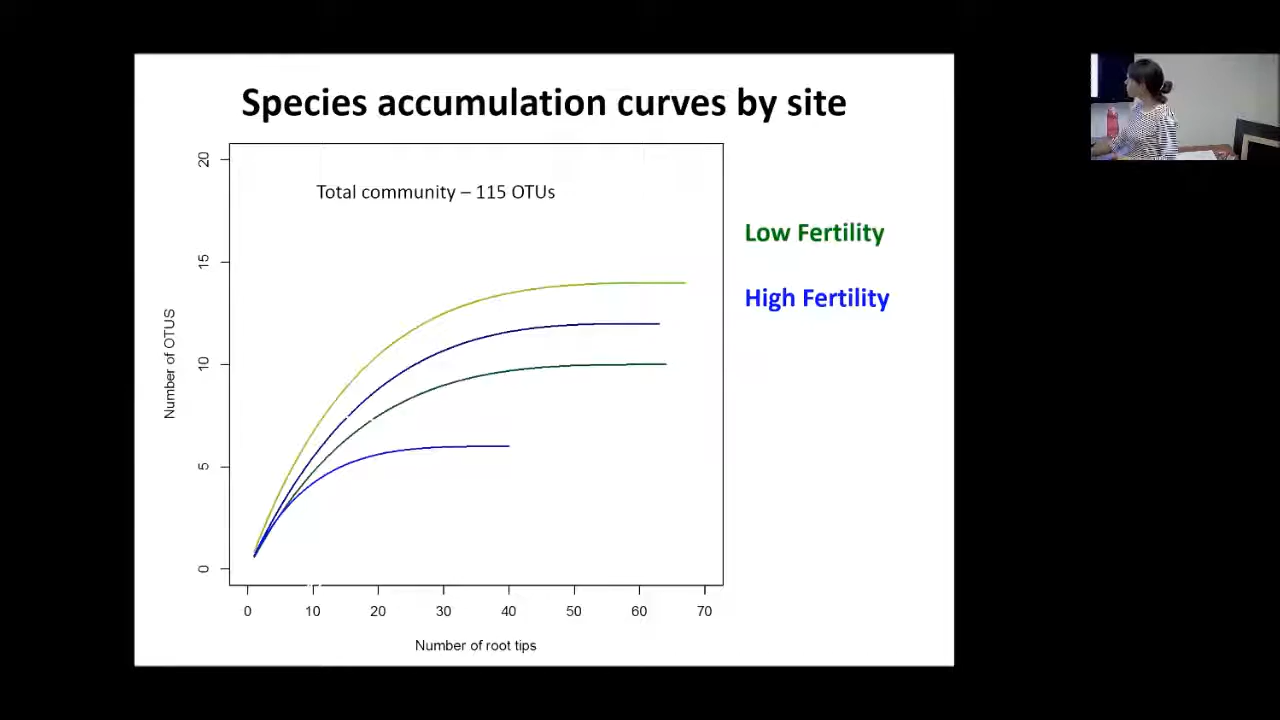 Species accumulation curves by site
Total community – 115 OTUs
Low Fertility
High Fertility
Number of OTUS
20
15
10
5
0
0 10 20 30 40 50 60 70
Number of root tips